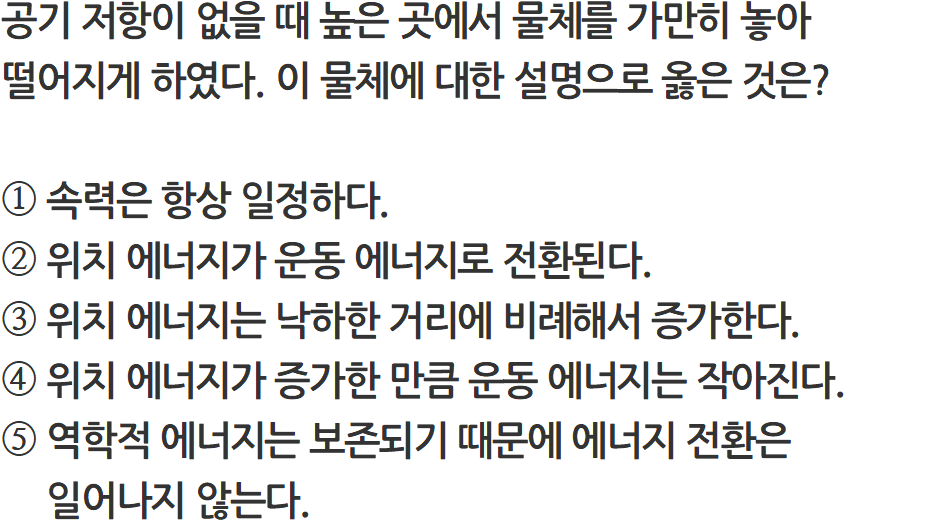 공기 저항이 없을 때 높은 곳에서 물체를 가만히 놓아
떨어지게 하였다. 이 물체에 대한 설명으로 옳은 것은?
① 속력은 항상 일정하다.
② 위치 에너지가 운동 에너지로 전환된다.
③ 위치 에너지는 낙하한 거리에 비례해서 증가한다.
④ 위치 에너지가 증가한 만큼 운동 에너지는 작아진다.
⑤ 역학적 에너지는 보존되기 때문에 에너지 전환은
일어나지 않는다.